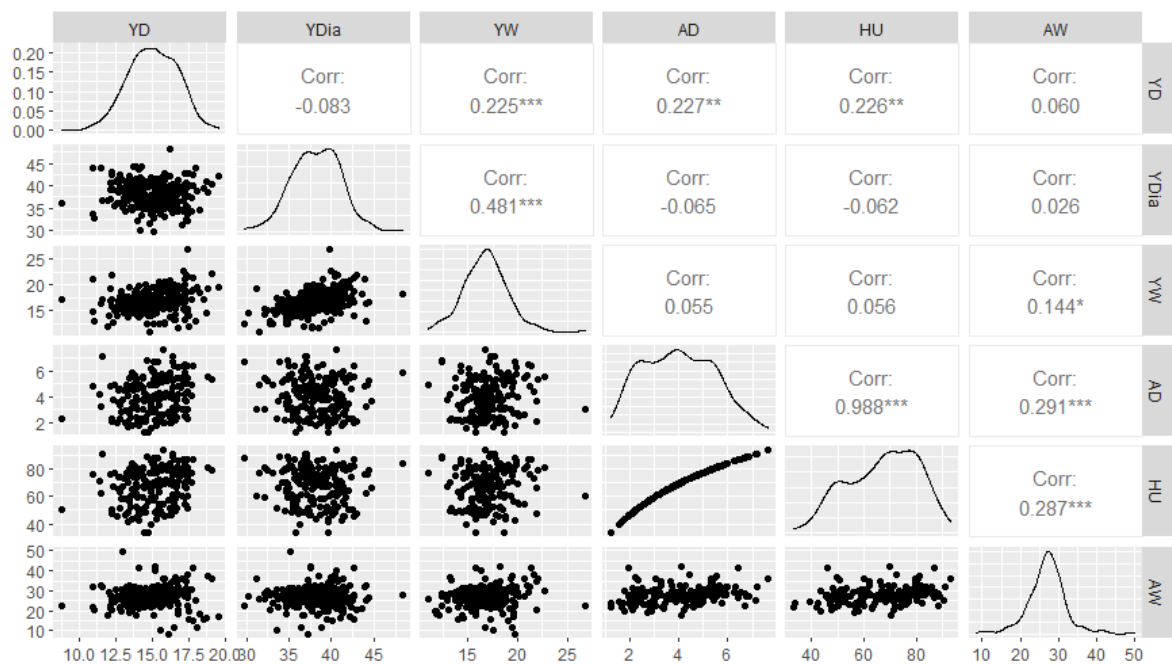 YD YDia YW AD HU AW
0.20
0.15
0.10
0.05
0.00
Corr:
-0.083
Corr:
0.225***
Corr:
0.227**
Corr:
0.226**
Corr:
0.060
YD
45
40
35
30
Corr:
0.481***
Corr:
-0.065
Corr:
-0.062
Corr:
0.026
YDia
25
20
15
Corr:
0.055
Corr:
0.056
Corr:
0.144*
YW
6
4
2
Corr:
0.988***
Corr:
0.291***
AD
80
60
40
Corr:
0.287***
HU
50
40
30
20
10
AW
10.0 12.5 15.0 17.5 20.0 30 35 40 45 15 20 25 2 4 6 40 60 80 10 20 30 40 50